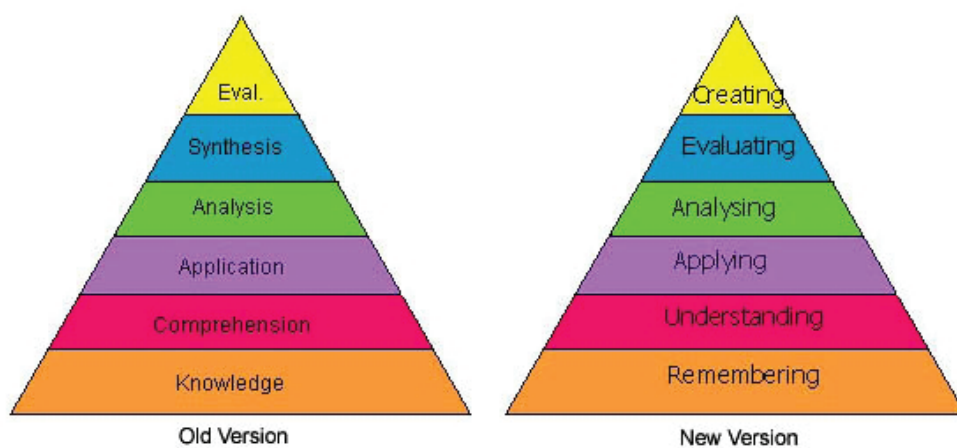 Eval.
Synthesis
Analysis
Application
Comprehension
Knowledge
Old Version
Creating
Evaluating
Analysing
Applying
Understanding
Remembering
New Version